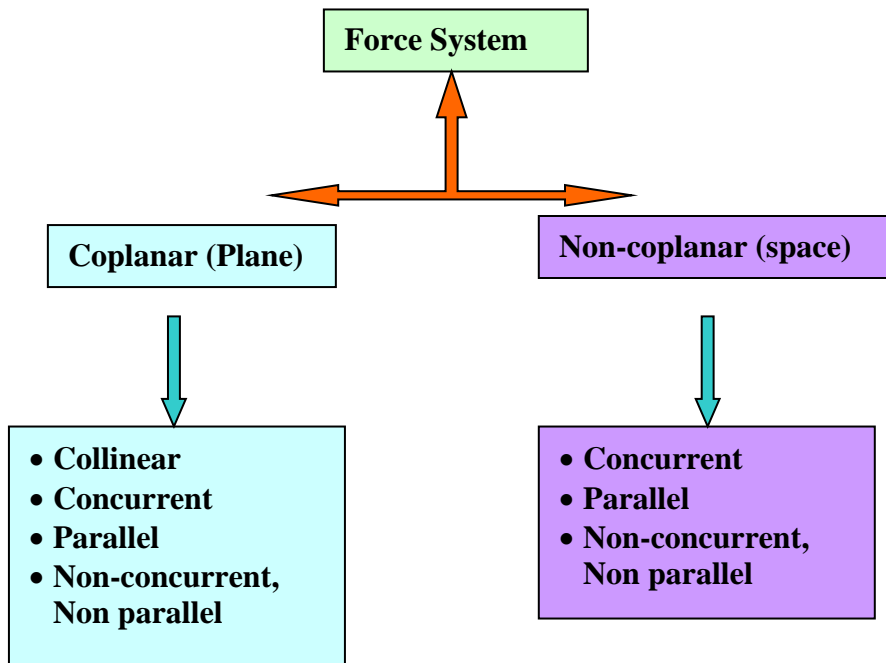 Force System
Coplanar (Plane)
Non-coplanar (space)
• Collinear
• Concurrent
• Parallel
• Non-concurrent,
Non parallel
• Concurrent
• Parallel
• Non-concurrent,
Non parallel